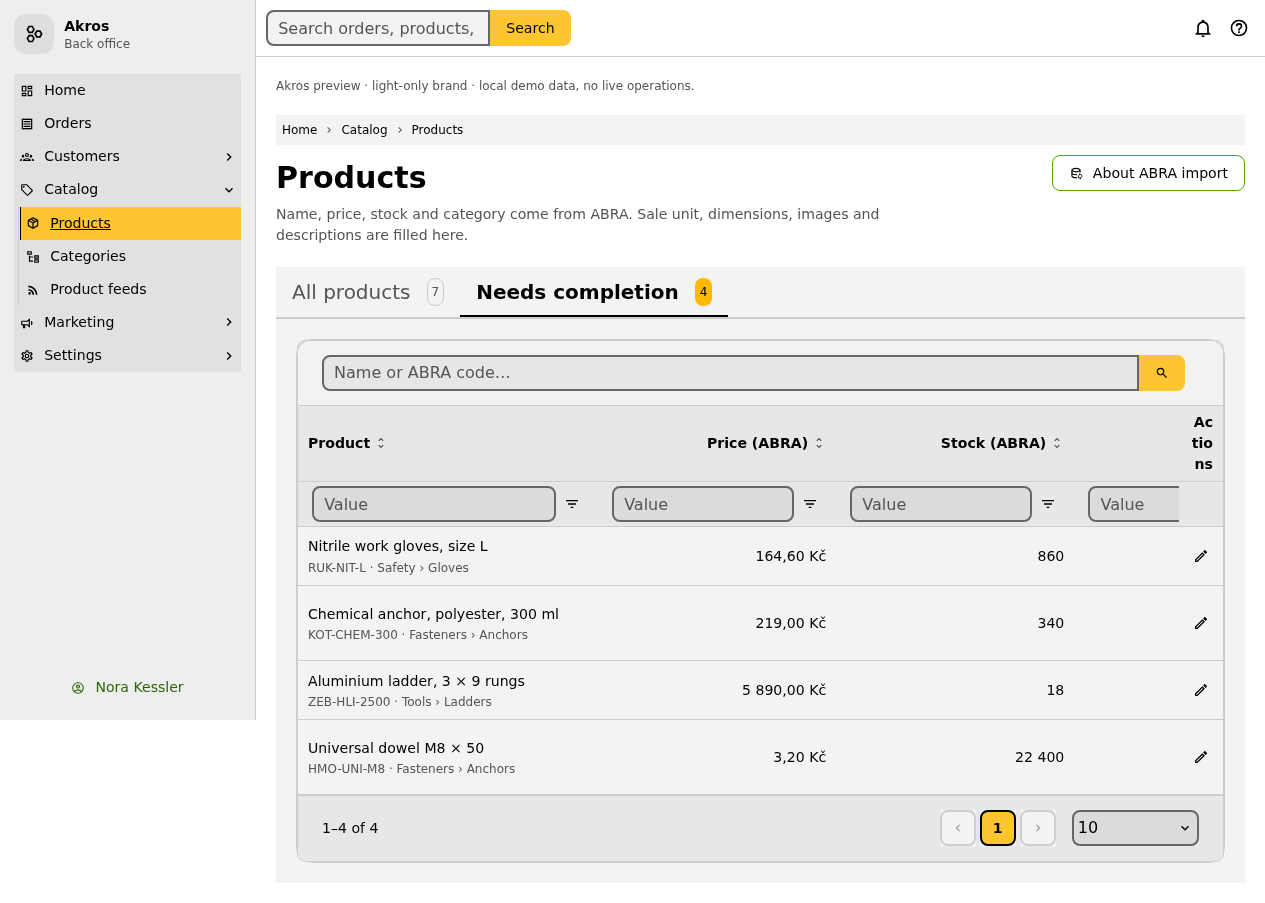 Akros
Back office
Search orders, products,
Search
Home
Orders
Customers
Catalog
Products
Categories
Product feeds
Marketing
Settings
Nora Kessler
Akros preview · light-only brand · local demo data, no live operations.
Home › Catalog › Products
Products
About ABRA import
Name, price, stock and category come from ABRA. Sale unit, dimensions, images and
descriptions are filled here.
All products 7 Needs completion 4
Name or ABRA code...
Product Price (ABRA) Stock (ABRA) Ac
tio
ns
Value Value Value Value
Nitrile work gloves, size L
RUK-NIT-L · Safety › Gloves
164,60 Kč 860
Chemical anchor, polyester, 300 ml
KOT-CHEM-300 · Fasteners › Anchors
219,00 Kč 340
Aluminium ladder, 3 × 9 rungs
ZEB-HLI-2500 · Tools › Ladders
5 890,00 Kč 18
Universal dowel M8 × 50
HMO-UNI-M8 · Fasteners › Anchors
3,20 Kč 22 400
1–4 of 4 ‹ 1 › 10